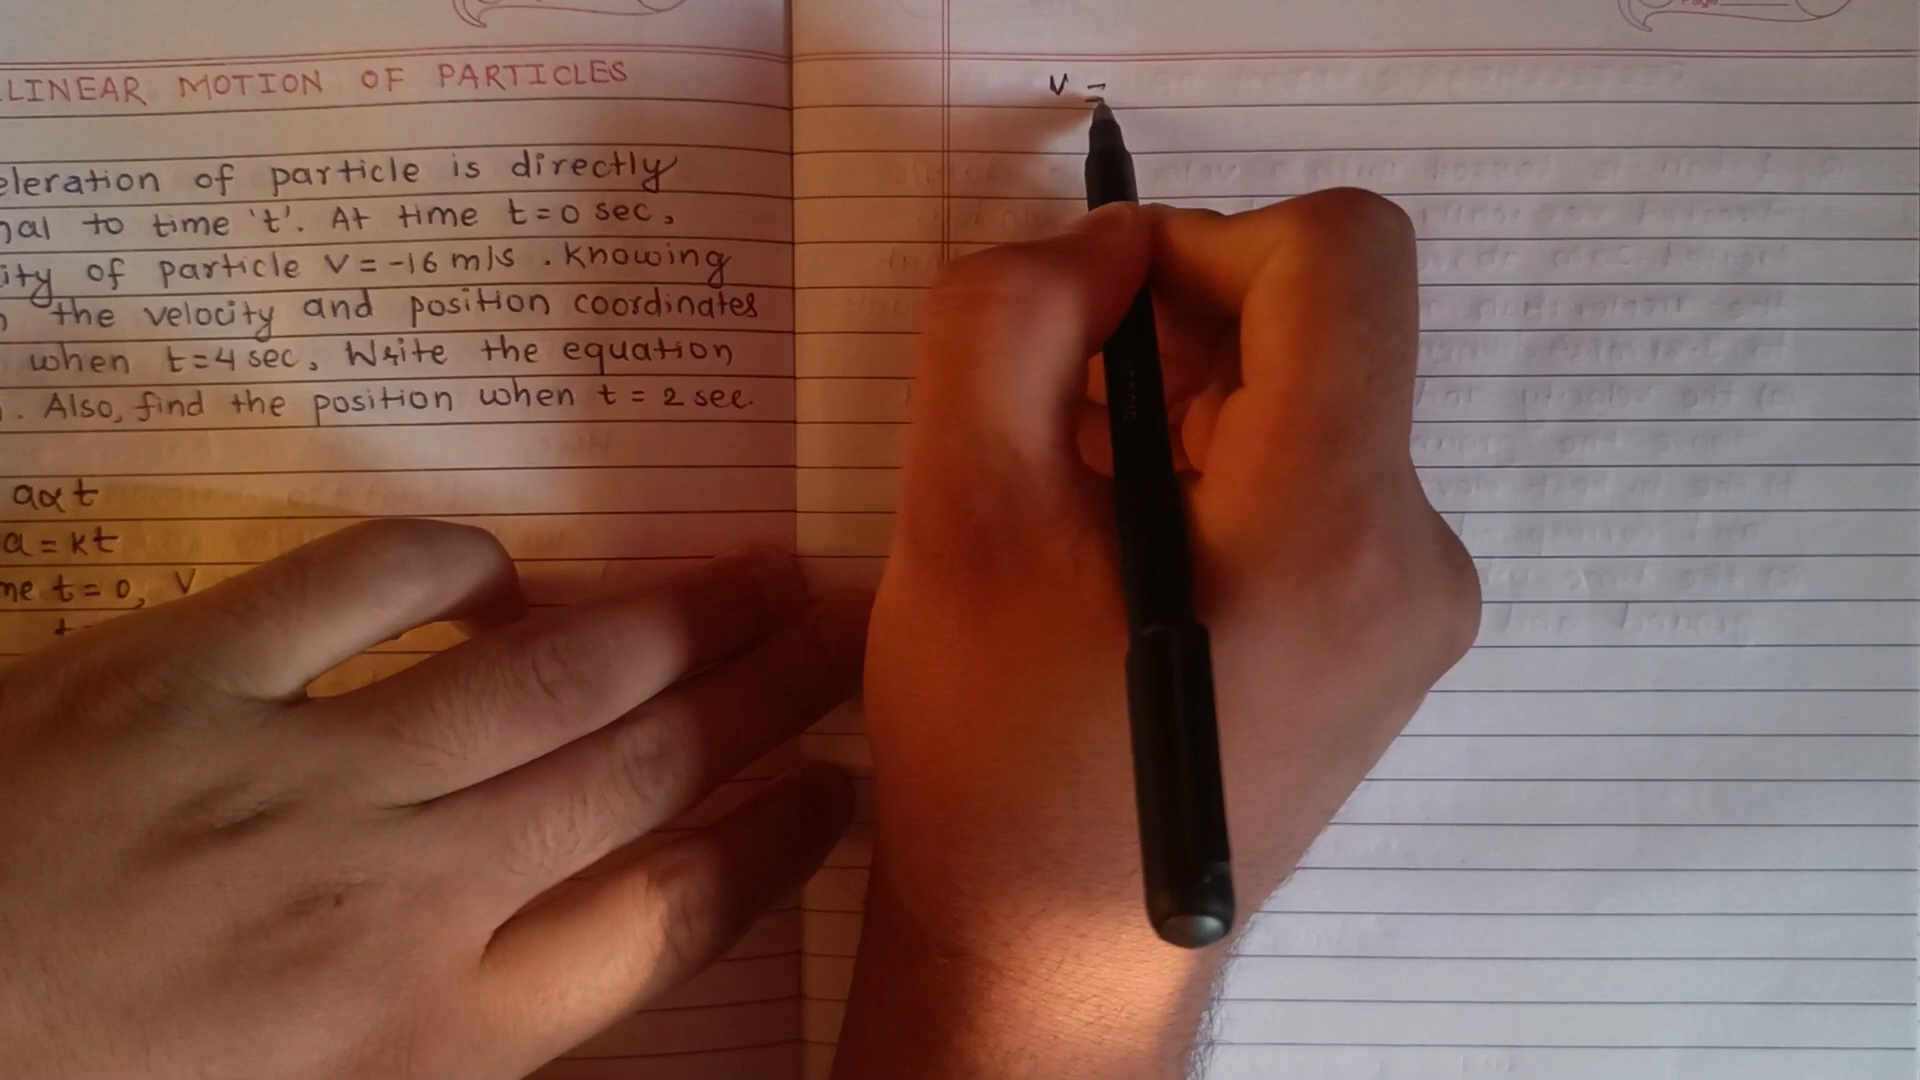 LINEAR MOTION OF PARTICLES
eleration of particle is directly
nal to time 't'. At time t=0 sec,
ity of particle v=-16 m/s. Knowing
the velocity and position coordinates
when t=4 sec, Write the equation
. Also, find the position when t = 2 sec.
a α t
a = kt
me t = 0, V
t
V =